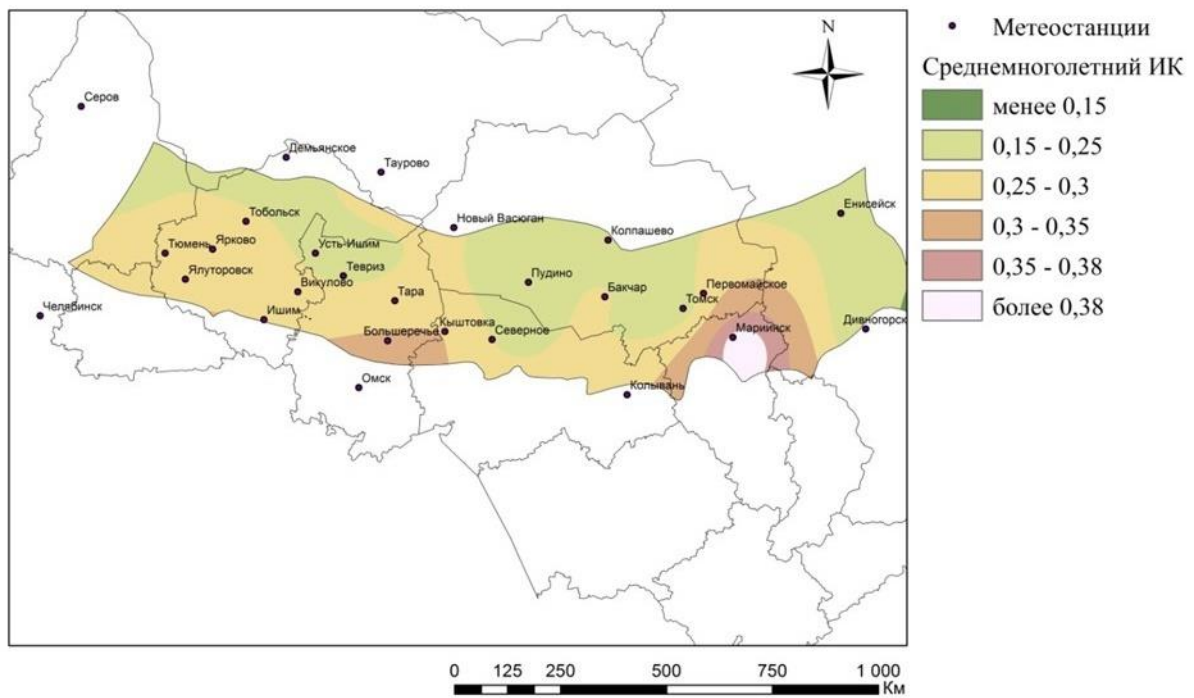 N
Серов
Демьянское
Таурово
Тобольск
Новый Васюган
Енисейск
Колпашево
Ярково
Тюмень
Усть-Ишим
Тевриз
Ялуторовск
Викулово
Пудино
Тара
Бакчар
Первомайское
Томск
Челябинск
Ишим
Большеречье
Кыштовка
Северное
Мариинск
Дивногорск
Омск
Колывань
Метеостанции
Среднемноголетний ИК
менее 0,15
0,15 - 0,25
0,25 - 0,3
0,3 - 0,35
0,35 - 0,38
более 0,38
0 125 250 500 750 1 000
Км